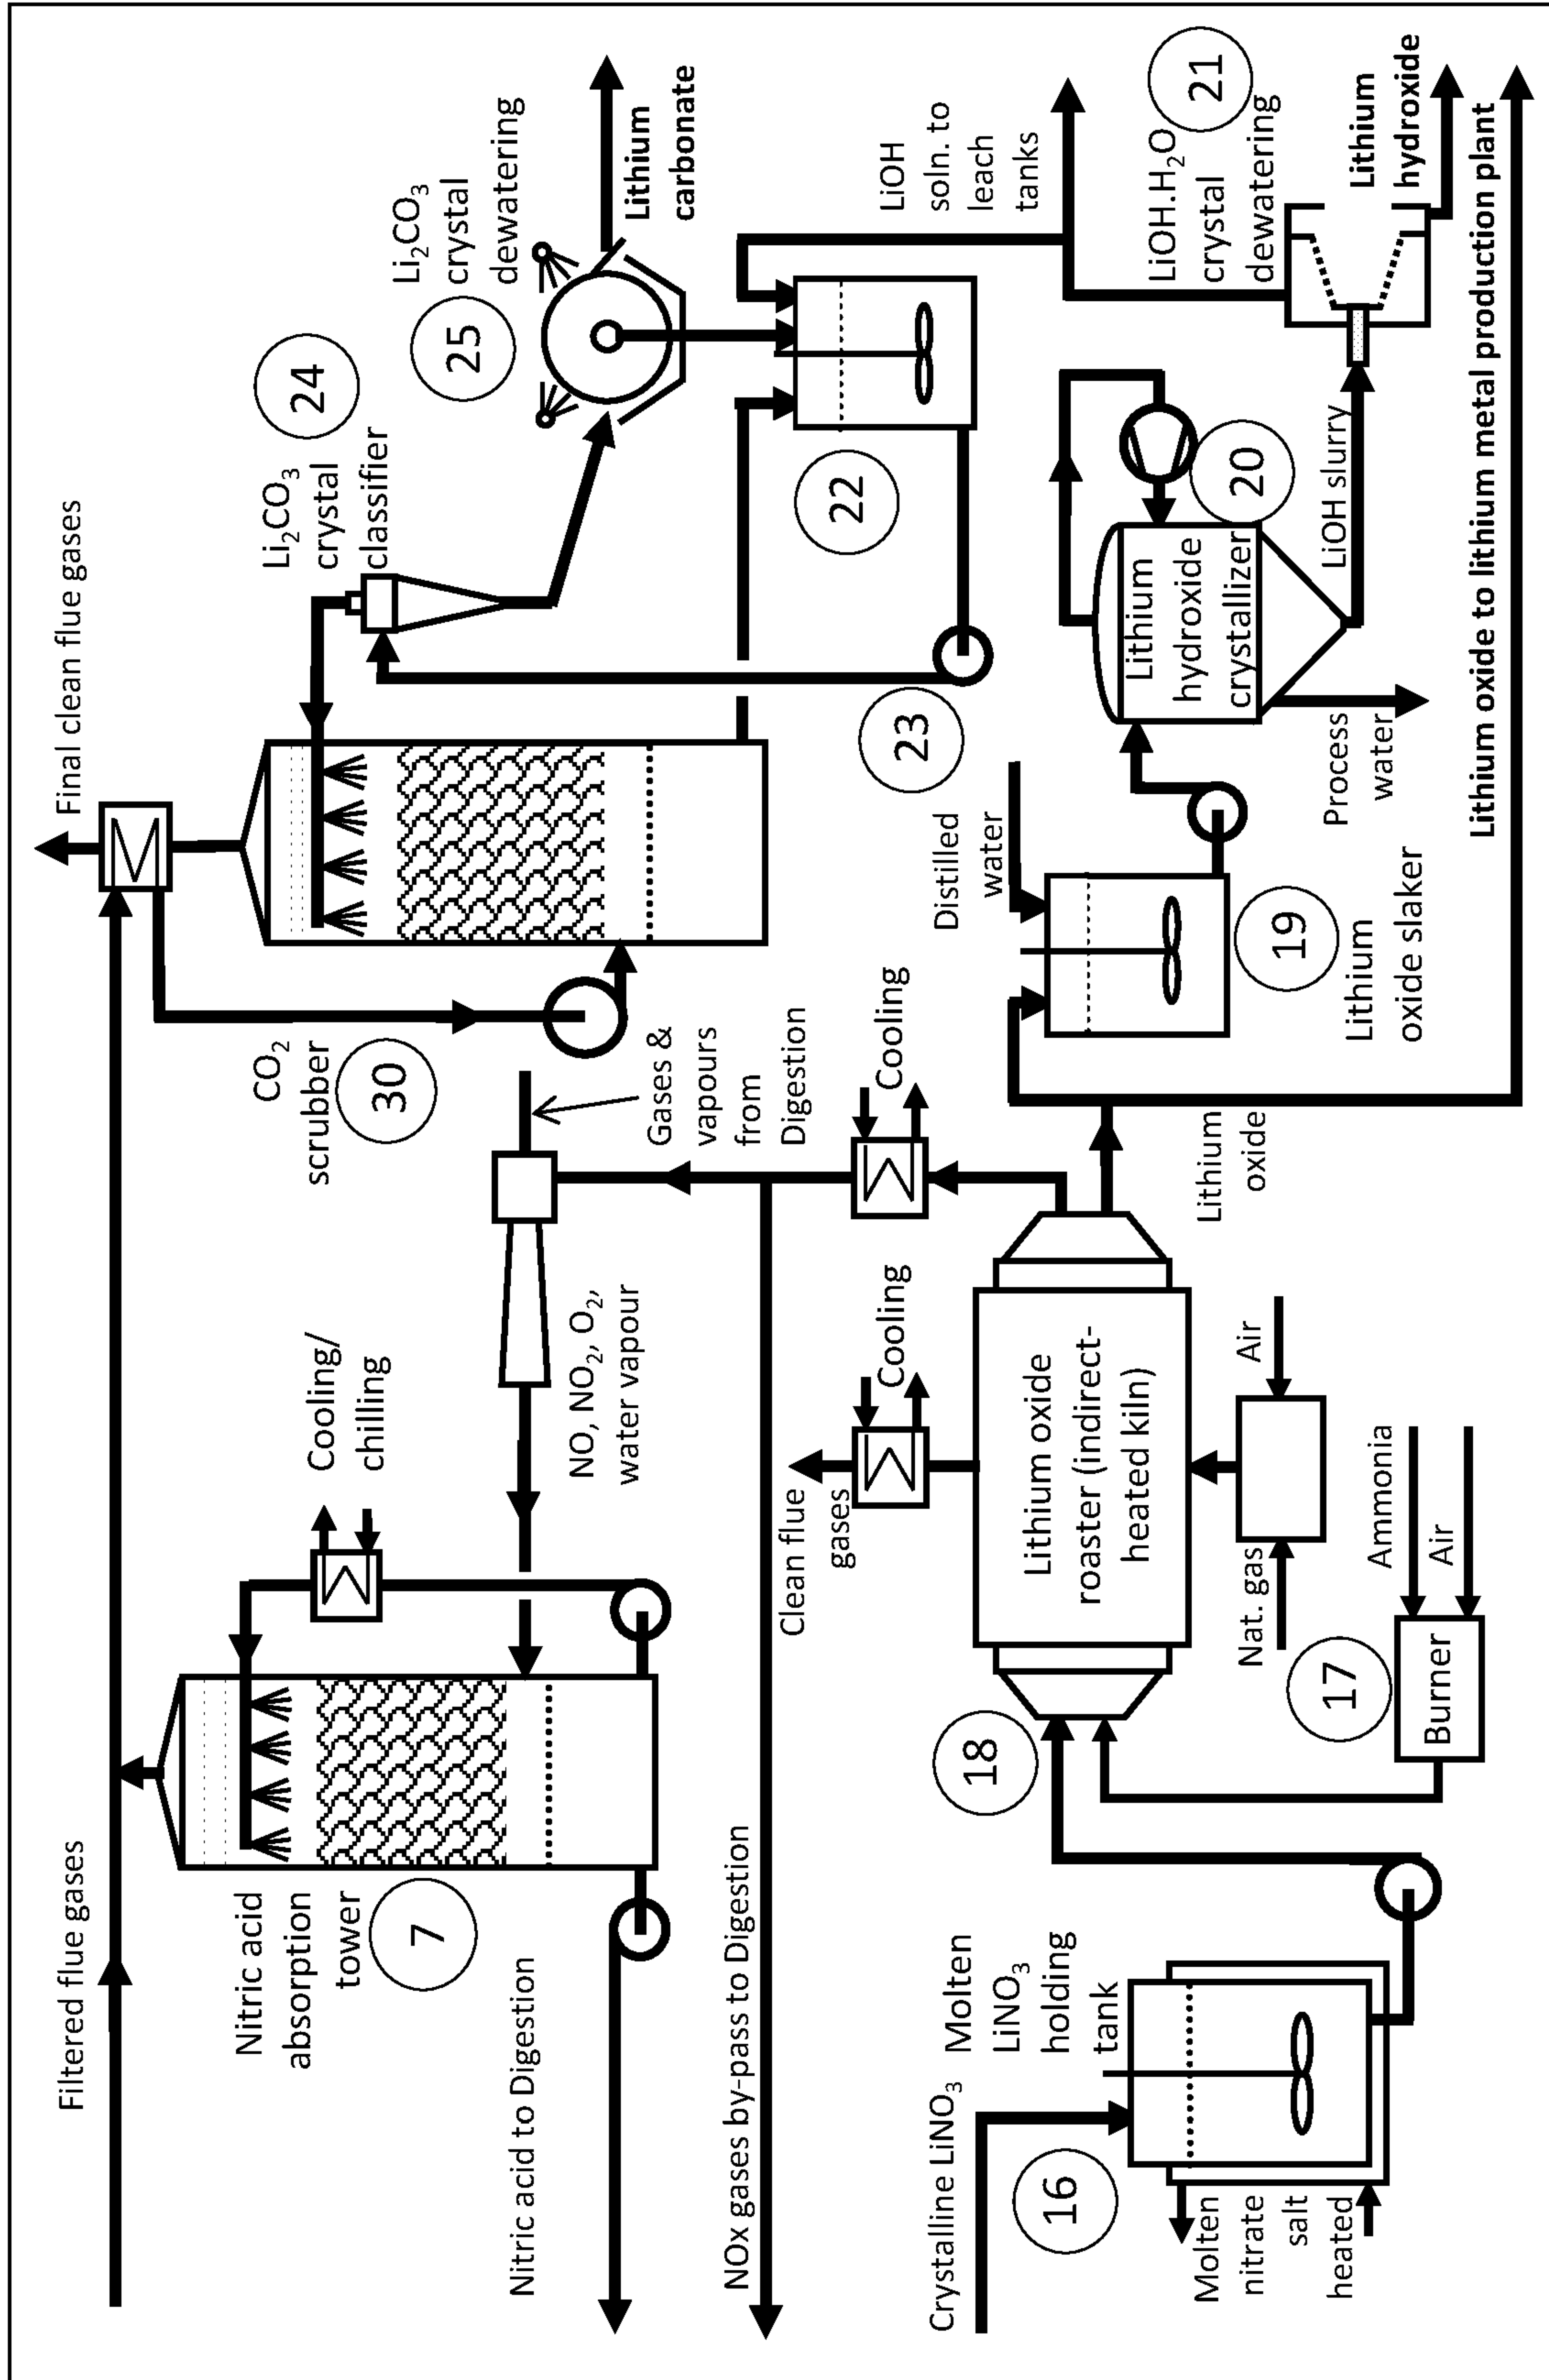 Filtered flue gases
Final clean flue gases
Nitric acid
absorption
tower
7
Cooling/
chilling
CO2
scrubber
30
Li2CO3
crystal
classifier
24
Li2CO3
crystal
dewatering
25
Lithium
carbonate
Nitric acid to Digestion
NO, NO2, O2,
water vapour
Gases &
vapours
from
Digestion
NOx gases by-pass to Digestion
23
22
LiOH
soln. to
leach
tanks
Clean flue
gases
Cooling
Cooling
Distilled
water
Crystalline LiNO3
Molten
LiNO3
holding
tank
16
Molten
nitrate
salt
heated
18
Lithium oxide
roaster (indirect-
heated kiln)
Lithium
oxide
Nat. gas
Air
17
Burner
Ammonia
Air
19
Lithium
oxide slaker
Lithium
hydroxide
crystallizer
20
Process
water
LiOH slurry
LiOH.H2O
crystal
dewatering
21
Lithium
hydroxide
Lithium oxide to lithium metal production plant